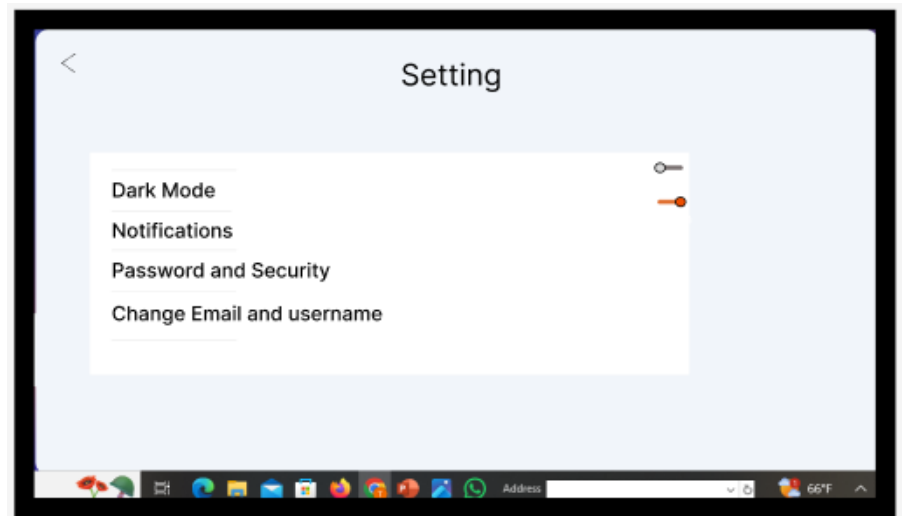 Setting
Dark Mode
Notifications
Password and Security
Change Email and username
Address
66°F